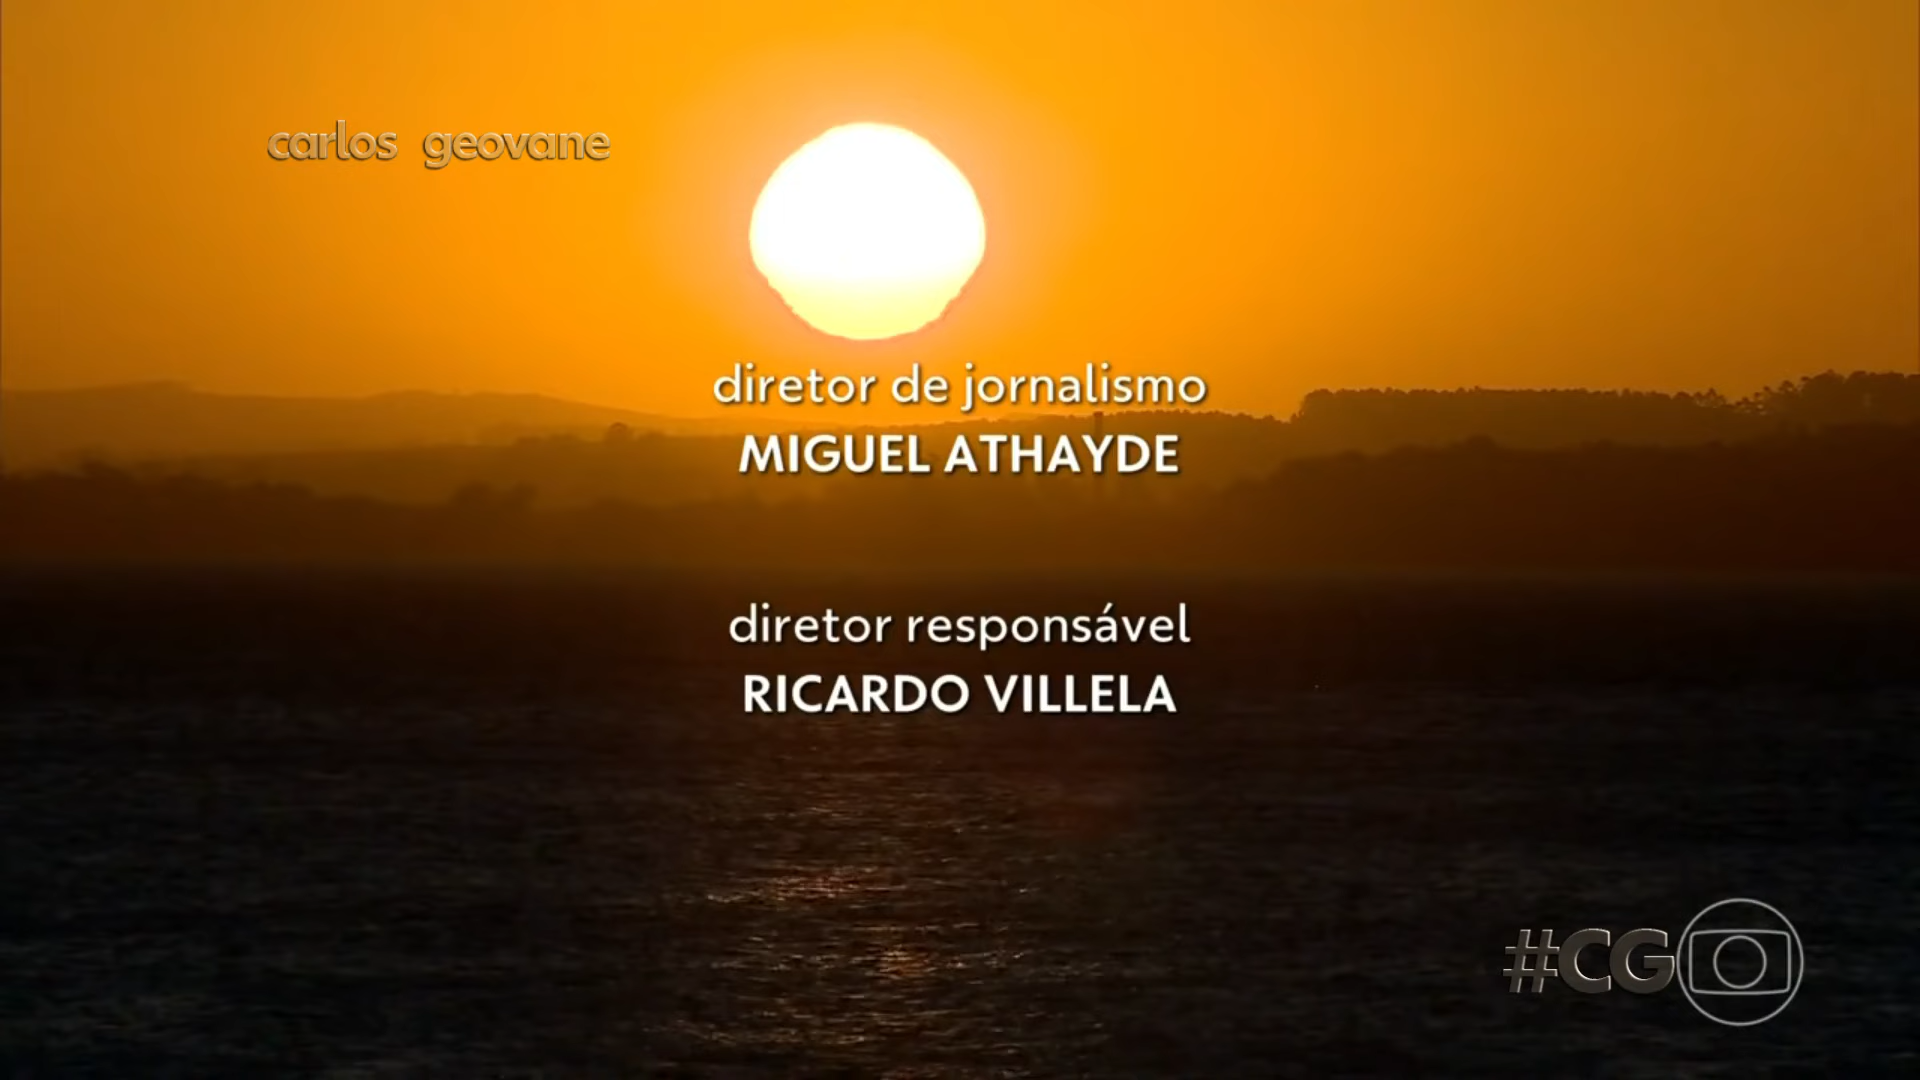 carlos geovane
diretor de jornalismo
MIGUEL ATHAYDE
diretor responsável
RICARDO VILLELA
#CG